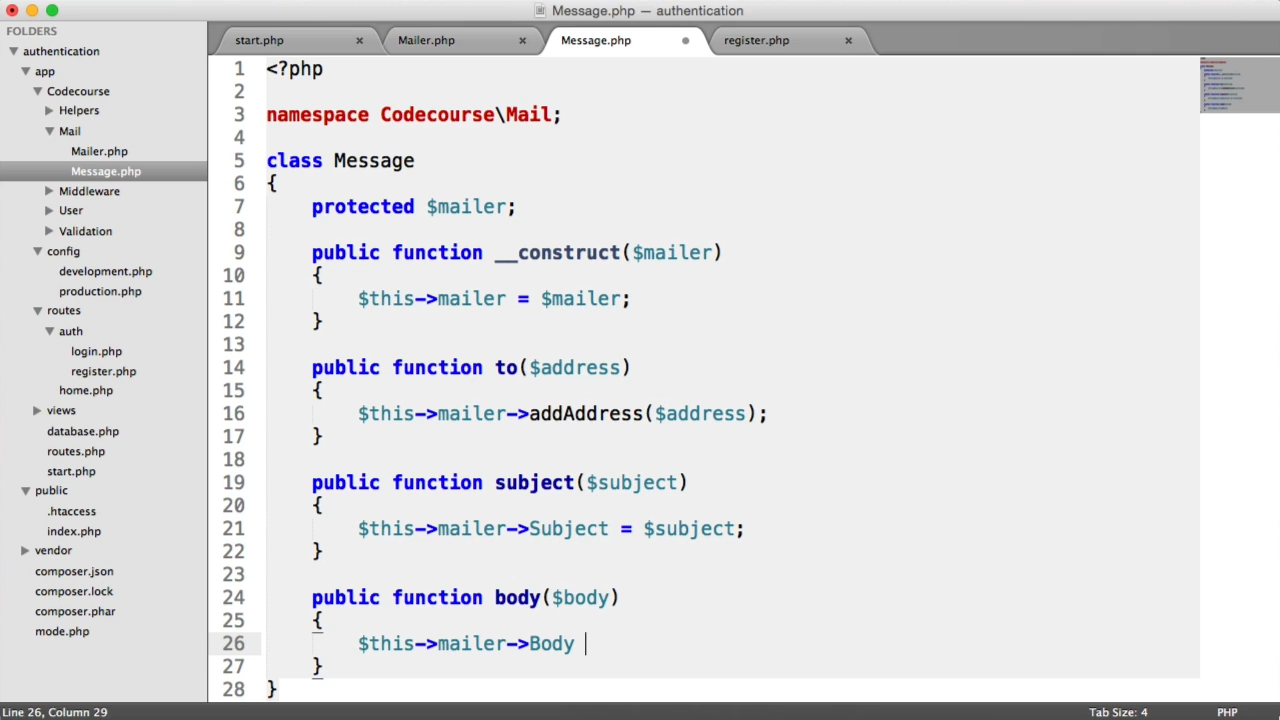 Message.php — authentication
FOLDERS
authentication
app
Codecourse
Helpers
Mail
Mailer.php
Message.php
Middleware
User
Validation
config
development.php
production.php
routes
auth
login.php
register.php
home.php
views
database.php
routes.php
start.php
public
.htaccess
index.php
vendor
composer.json
composer.lock
composer.phar
mode.php
start.php × Mailer.php × Message.php register.php ×
1 <?php
2
3 namespace Codecourse\Mail;
4
5 class Message
6 {
7 protected $mailer;
8
9 public function __construct($mailer)
10 {
11 $this->mailer = $mailer;
12 }
13
14 public function to($address)
15 {
16 $this->mailer->addAddress($address);
17 }
18
19 public function subject($subject)
20 {
21 $this->mailer->Subject = $subject;
22 }
23
24 public function body($body)
25 {
26 $this->mailer->Body
27 }
28 }
Line 26, Column 29 Tab Size: 4 PHP